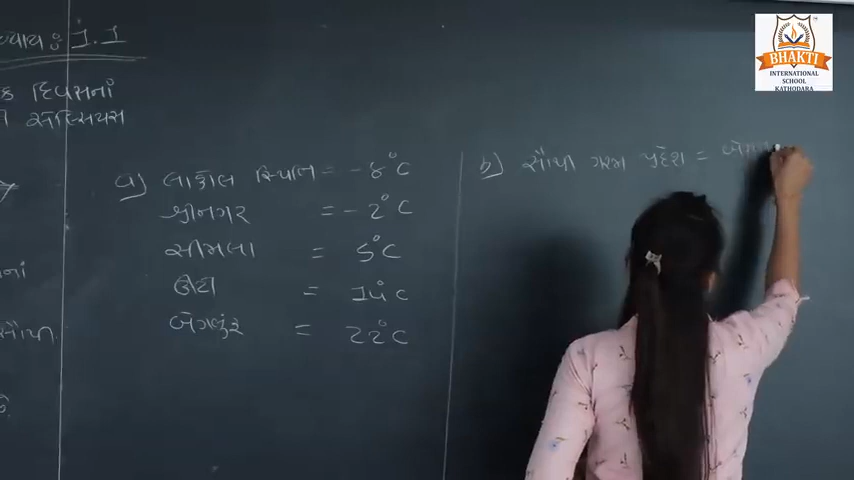 ધ્યાય : 1.1
ક દિવસનાં
સેલ્સિયસ
નાં
સૌથી
a) લાહોલ સ્પિતિ = -8°C
શ્રીનગર = -2°C
સીમલા = 5°C
ઊટી = 14°C
બેંગલુરુ = 22°C
b) સૌથી ગરમ પ્રદેશ = બેંગ
BHAKTI
INTERNATIONAL
SCHOOL
KATHODARA